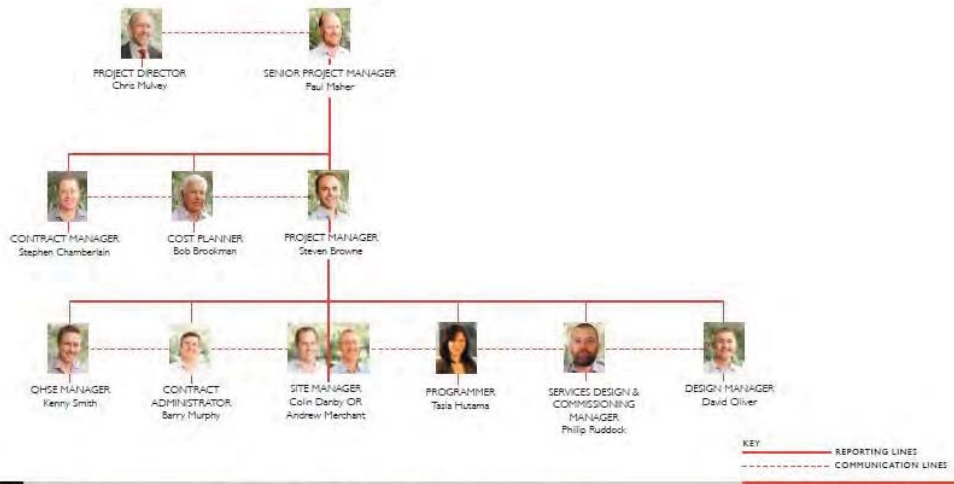 PROJECT DIRECTOR
Chris Mulvey
SENIOR PROJECT MANAGER
Paul Maher
CONTRACT MANAGER
Stephen Chamberlain
COST PLANNER
Bob Brookman
PROJECT MANAGER
Steven Browne
QHSE MANAGER
Kenny Smith
CONTRACT
ADMINISTRATOR
Barry Murphy
SITE MANAGER
Colin Danby OR
Andrew Merchant
PROGRAMMER
Tasia Hutama
SERVICES DESIGN &
COMMISSIONING
MANAGER
Philip Ruddock
DESIGN MANAGER
David Oliver
KEY
REPORTING LINES
COMMUNICATION LINES